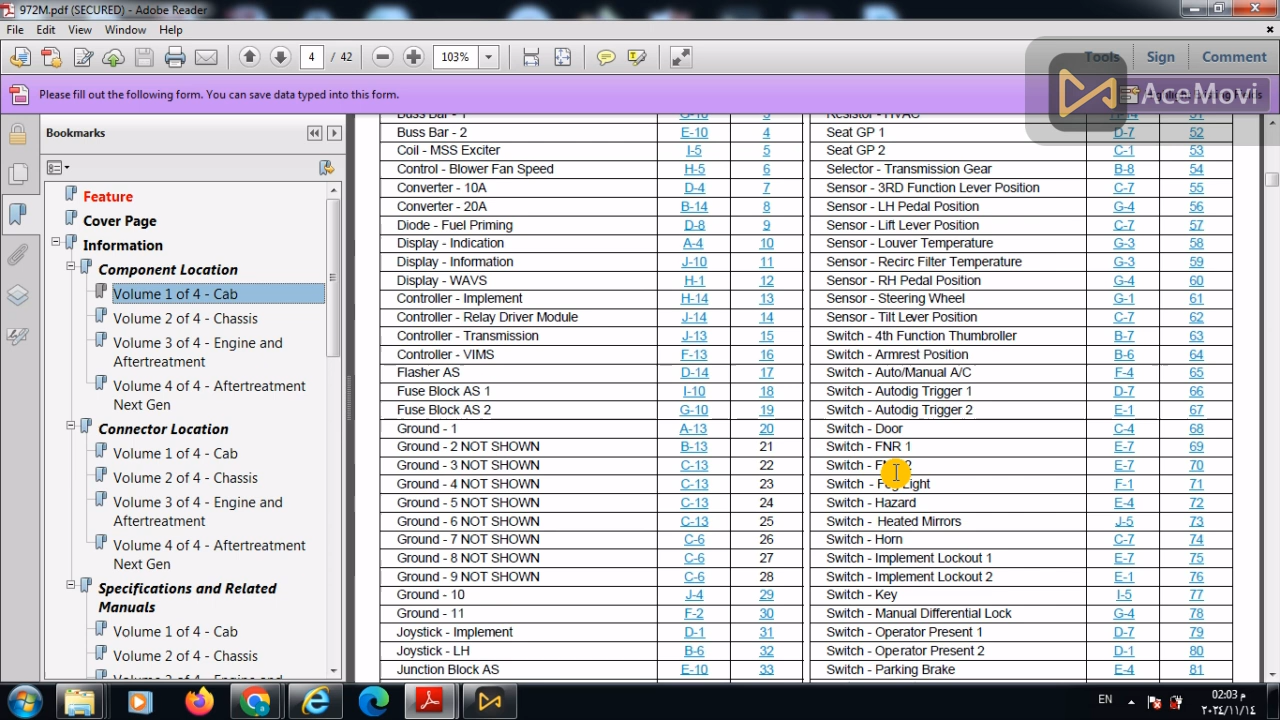 972M.pdf (SECURED) - Adobe Reader
File Edit View Window Help
4 / 42 103% Tools Sign Comment
Please fill out the following form. You can save data typed into this form.
AceMovi
Bookmarks
Feature
Cover Page
Information
Component Location
Volume 1 of 4 - Cab
Volume 2 of 4 - Chassis
Volume 3 of 4 - Engine and
Aftertreatment
Volume 4 of 4 - Aftertreatment
Next Gen
Connector Location
Volume 1 of 4 - Cab
Volume 2 of 4 - Chassis
Volume 3 of 4 - Engine and
Aftertreatment
Volume 4 of 4 - Aftertreatment
Next Gen
Specifications and Related
Manuals
Volume 1 of 4 - Cab
Volume 2 of 4 - Chassis
Buss Bar - 2 E-10 4 Seat GP 1 D-7 52
Coil - MSS Exciter I-5 5 Seat GP 2 C-1 53
Control - Blower Fan Speed H-5 6 Selector - Transmission Gear B-8 54
Converter - 10A D-4 7 Sensor - 3RD Function Lever Position C-7 55
Converter - 20A B-14 8 Sensor - LH Pedal Position G-4 56
Diode - Fuel Priming D-8 9 Sensor - Lift Lever Position C-7 57
Display - Indication A-4 10 Sensor - Louver Temperature G-3 58
Display - Information J-10 11 Sensor - Recirc Filter Temperature G-3 59
Display - WAVS H-1 12 Sensor - RH Pedal Position G-4 60
Controller - Implement H-14 13 Sensor - Steering Wheel G-1 61
Controller - Relay Driver Module J-14 14 Sensor - Tilt Lever Position C-7 62
Controller - Transmission J-13 15 Switch - 4th Function Thumbroller B-7 63
Controller - VIMS F-13 16 Switch - Armrest Position B-6 64
Flasher AS D-14 17 Switch - Auto/Manual A/C F-4 65
Fuse Block AS 1 I-10 18 Switch - Autodig Trigger 1 D-7 66
Fuse Block AS 2 G-10 19 Switch - Autodig Trigger 2 E-1 67
Ground - 1 A-13 20 Switch - Door C-4 68
Ground - 2 NOT SHOWN B-13 21 Switch - FNR 1 E-7 69
Ground - 3 NOT SHOWN C-13 22 Switch - E-7 70
Ground - 4 NOT SHOWN C-13 23 Switch - Fog Light F-1 71
Ground - 5 NOT SHOWN C-13 24 Switch - Hazard E-4 72
Ground - 6 NOT SHOWN C-13 25 Switch - Heated Mirrors J-5 73
Ground - 7 NOT SHOWN C-6 26 Switch - Horn C-7 74
Ground - 8 NOT SHOWN C-6 27 Switch - Implement Lockout 1 E-7 75
Ground - 9 NOT SHOWN C-6 28 Switch - Implement Lockout 2 E-1 76
Ground - 10 J-4 29 Switch - Key I-5 77
Ground - 11 F-2 30 Switch - Manual Differential Lock G-4 78
Joystick - Implement D-1 31 Switch - Operator Present 1 D-7 79
Joystick - LH B-6 32 Switch - Operator Present 2 D-1 80
Junction Block AS E-10 33 Switch - Parking Brake E-4 81
EN
02:03 م
٢٠٢٤/١١/١٤